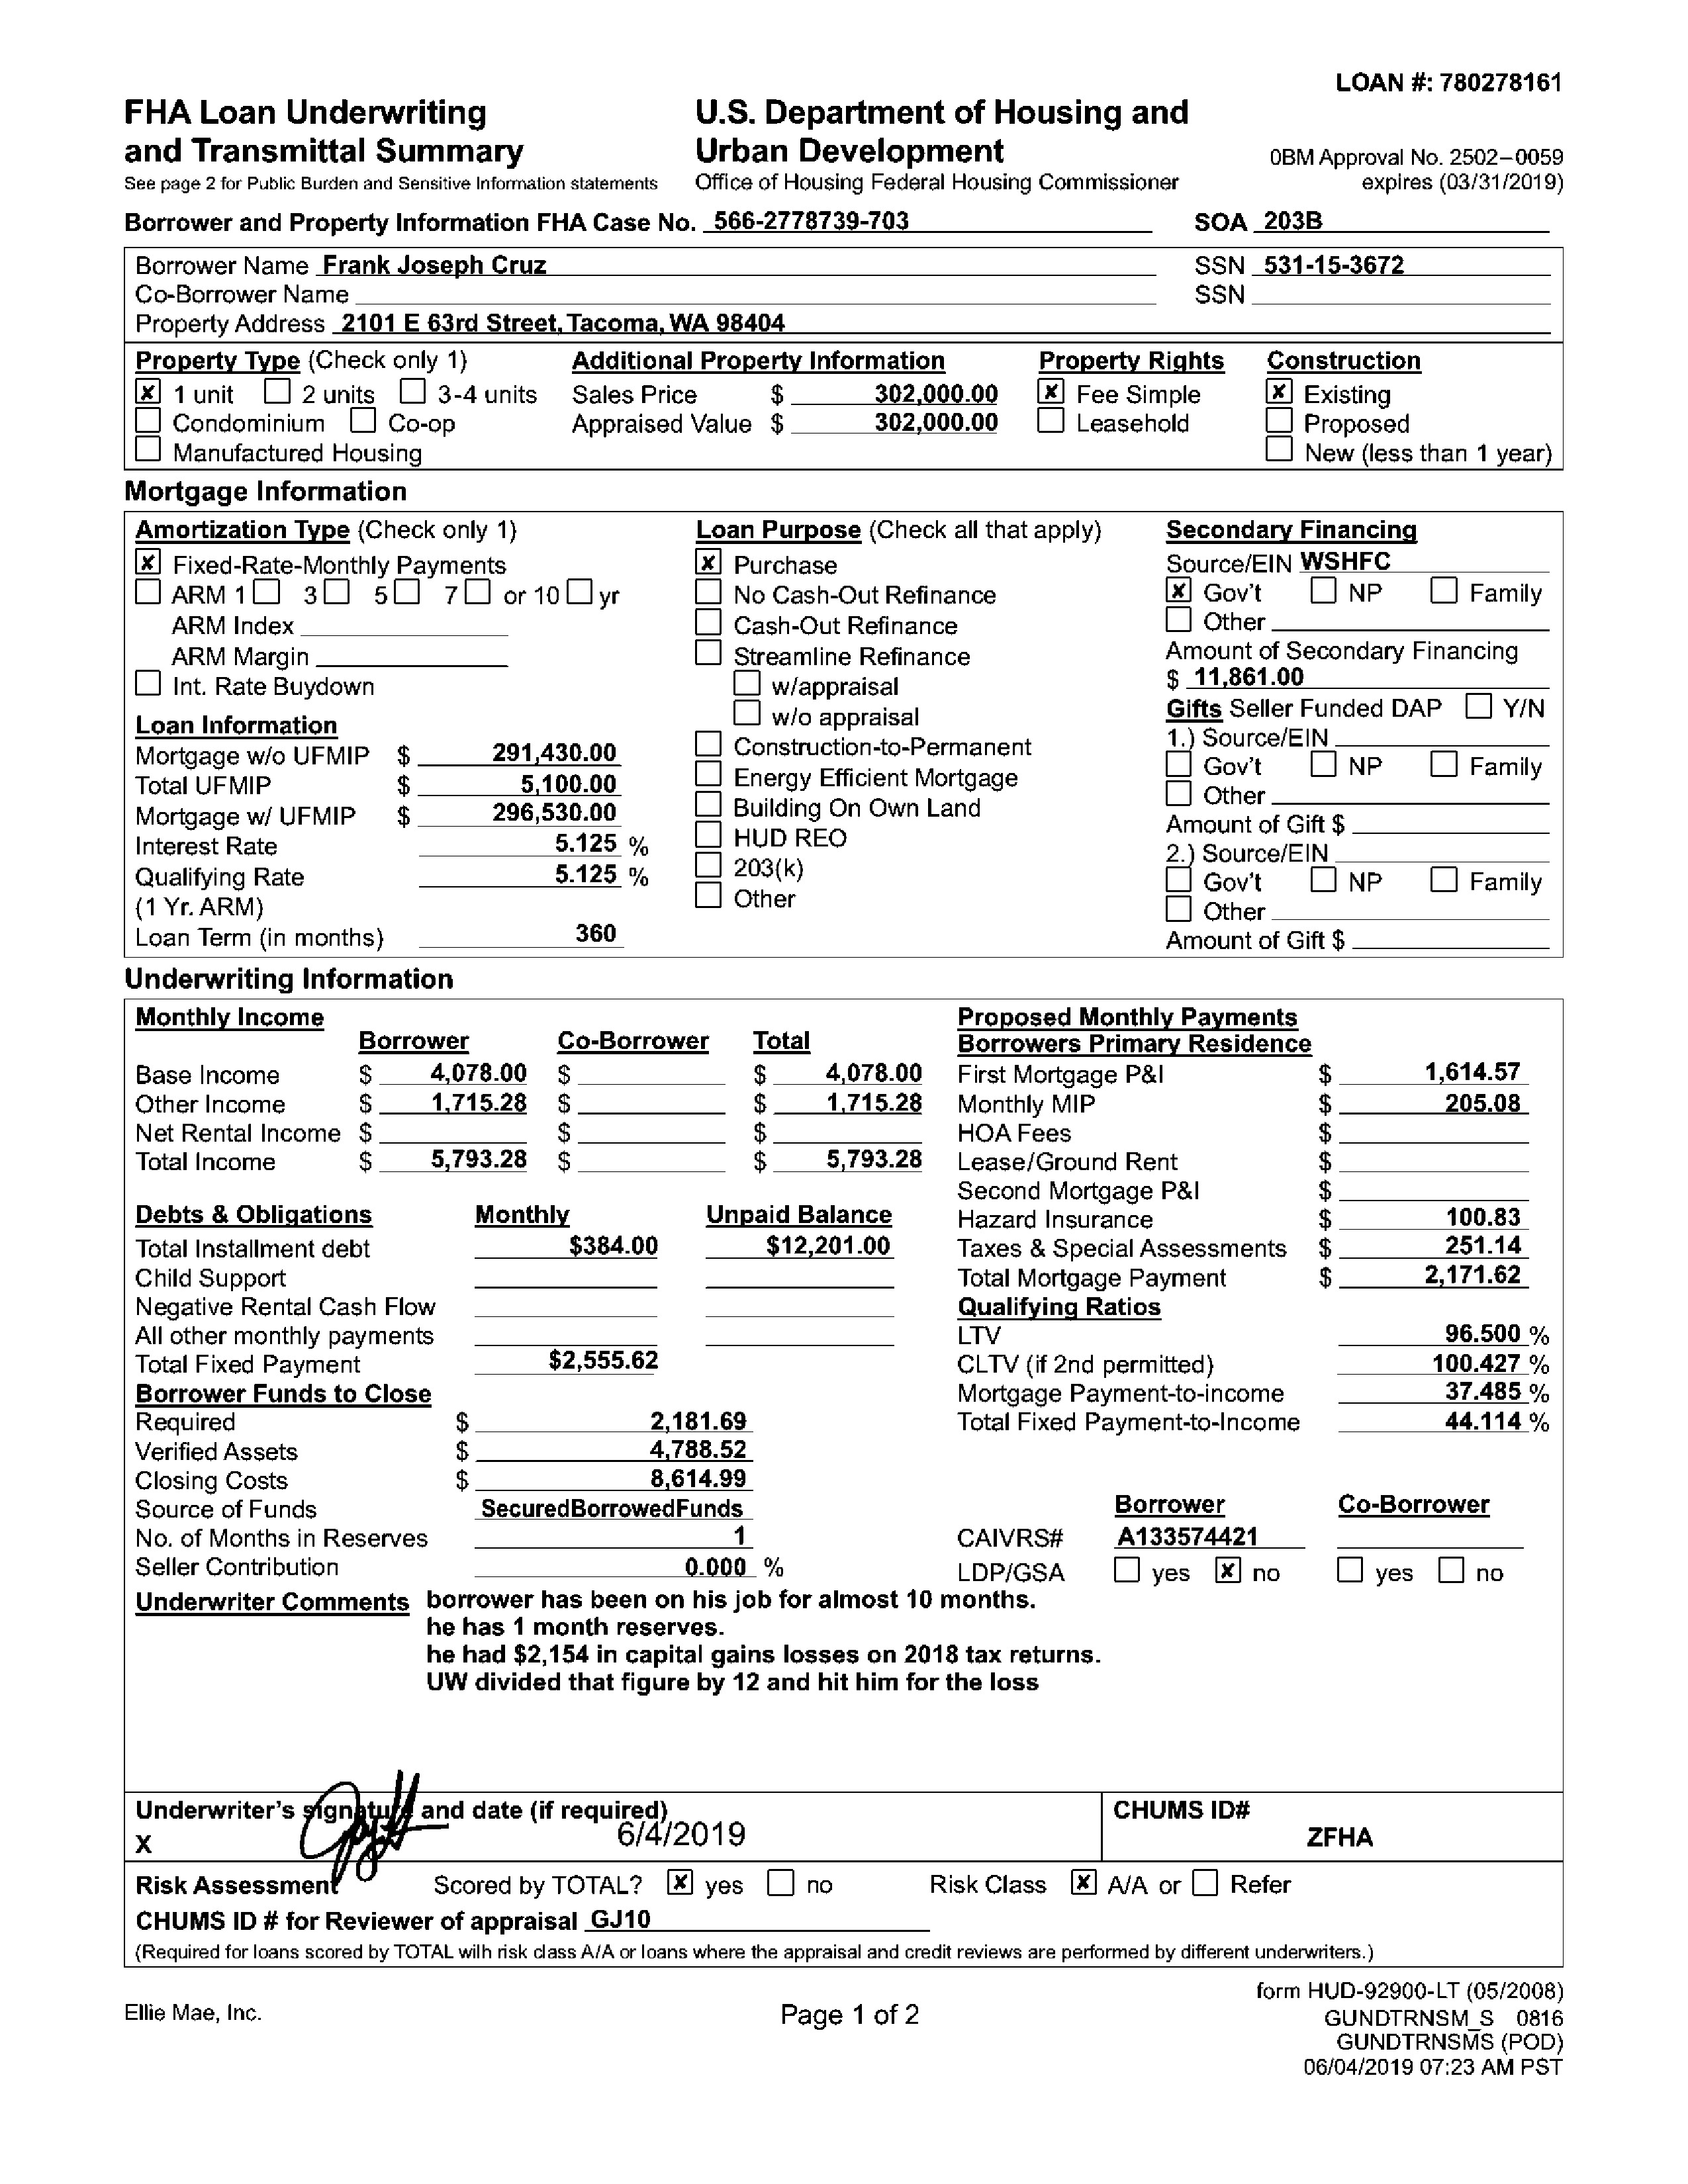 LOAN #: 780278161
FHA Loan Underwriting
and Transmittal Summary
See page 2 for Public Burden and Sensitive Information statements
U.S. Department of Housing and
Urban Development
Office of Housing Federal Housing Commissioner
0BM Approval No. 2502–0059
expires (03/31/2019)
Borrower and Property Information FHA Case No. 566-2778739-703 SOA 203B
Borrower Name Frank Joseph Cruz SSN 531-15-3672
Co-Borrower Name SSN
Property Address 2101 E 63rd Street, Tacoma, WA 98404
Property Type (Check only 1)
x 1 unit 2 units 3-4 units
Condominium Co-op
Manufactured Housing
Additional Property Information
Sales Price $ 302,000.00
Appraised Value $ 302,000.00
Property Rights
x Fee Simple
Leasehold
Construction
x Existing
Proposed
New (less than 1 year)
Mortgage Information
Amortization Type (Check only 1)
x Fixed-Rate-Monthly Payments
ARM 1 3 5 7 or 10 yr
ARM Index
ARM Margin
Int. Rate Buydown
Loan Information
Mortgage w/o UFMIP $ 291,430.00
Total UFMIP $ 5,100.00
Mortgage w/ UFMIP $ 296,530.00
Interest Rate 5.125 %
Qualifying Rate 5.125 %
(1 Yr. ARM)
Loan Term (in months) 360
Loan Purpose (Check all that apply)
x Purchase
No Cash-Out Refinance
Cash-Out Refinance
Streamline Refinance
w/appraisal
w/o appraisal
Construction-to-Permanent
Energy Efficient Mortgage
Building On Own Land
HUD REO
203(k)
Other
Secondary Financing
Source/EIN WSHFC
x Gov't NP Family
Other
Amount of Secondary Financing
$ 11,861.00
Gifts Seller Funded DAP Y/N
1.) Source/EIN
Gov't NP Family
Other
Amount of Gift $
2.) Source/EIN
Gov't NP Family
Other
Amount of Gift $
Underwriting Information
Monthly Income
Borrower Co-Borrower Total
Base Income $ 4,078.00 $ $ 4,078.00
Other Income $ 1,715.28 $ $ 1,715.28
Net Rental Income $ $ $
Total Income $ 5,793.28 $ $ 5,793.28
Debts & Obligations Monthly Unpaid Balance
Total Installment debt $384.00 $12,201.00
Child Support
Negative Rental Cash Flow
All other monthly payments
Total Fixed Payment $2,555.62
Borrower Funds to Close
Required $ 2,181.69
Verified Assets $ 4,788.52
Closing Costs $ 8,614.99
Source of Funds SecuredBorrowedFunds
No. of Months in Reserves 1
Seller Contribution 0.000 %
Proposed Monthly Payments
Borrowers Primary Residence
First Mortgage P&I $ 1,614.57
Monthly MIP $ 205.08
HOA Fees $
Lease/Ground Rent $
Second Mortgage P&I $
Hazard Insurance $ 100.83
Taxes & Special Assessments $ 251.14
Total Mortgage Payment $ 2,171.62
Qualifying Ratios
LTV 96.500 %
CLTV (if 2nd permitted) 100.427 %
Mortgage Payment-to-income 37.485 %
Total Fixed Payment-to-Income 44.114 %
Borrower Co-Borrower
CAIVRS# A133574421
LDP/GSA yes x no yes no
Underwriter Comments borrower has been on his job for almost 10 months.
he has 1 month reserves.
he had $2,154 in capital gains losses on 2018 tax returns.
UW divided that figure by 12 and hit him for the loss
Underwriter's signature and date (if required)
X 6/4/2019
CHUMS ID#
ZFHA
Risk Assessment Scored by TOTAL? x yes no Risk Class x A/A or Refer
CHUMS ID # for Reviewer of appraisal GJ10
(Required for loans scored by TOTAL wilh risk class A/A or loans where the appraisal and credit reviews are performed by different underwriters.)
Ellie Mae, Inc.
Page 1 of 2
form HUD-92900-LT (05/2008)
GUNDTRNSM_S 0816
GUNDTRNSMS (POD)
06/04/2019 07:23 AM PST